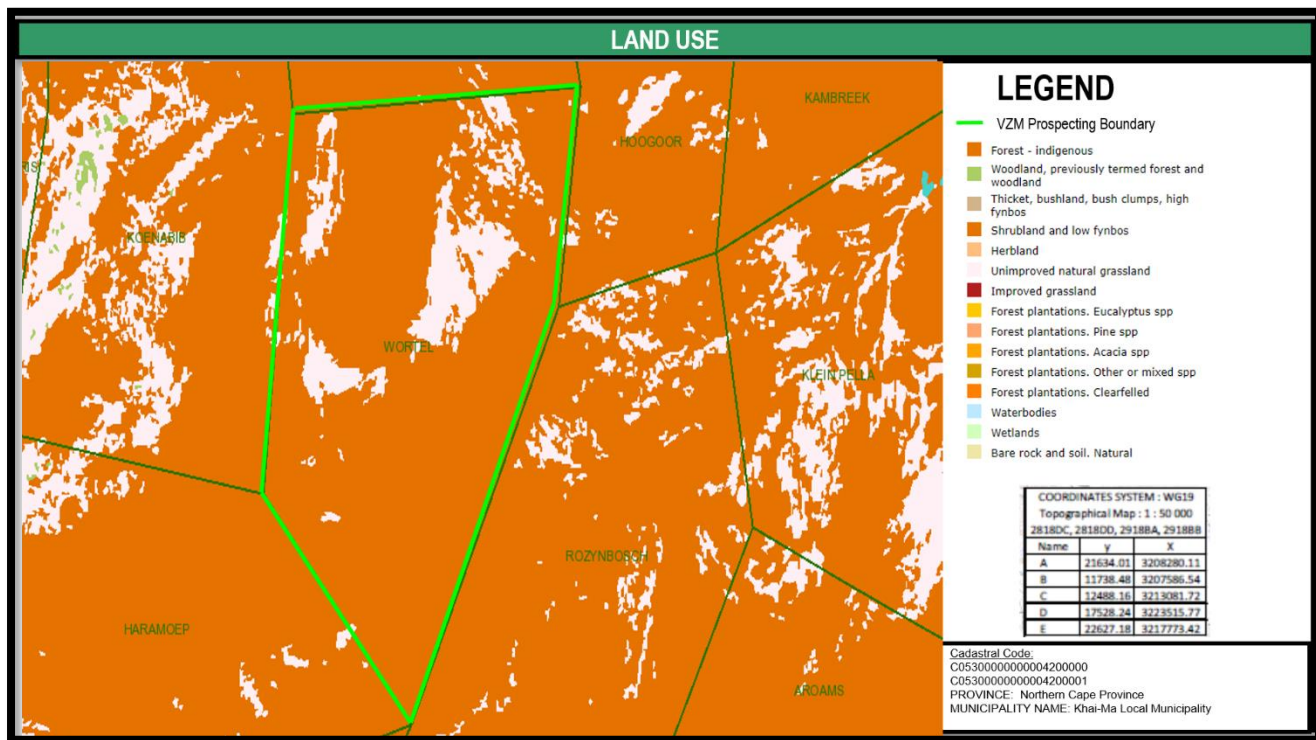 LAND USE
KAMBREEK
HOOGOOR
KOENABIB
WORTEL
KLEIN PELLA
ROZYNBOSCH
HARAMOEP
AROAMS
LEGEND
VZM Prospecting Boundary
Forest - indigenous
Woodland, previously termed forest and
woodland
Thicket, bushland, bush clumps, high
fynbos
Shrubland and low fynbos
Herbland
Unimproved natural grassland
Improved grassland
Forest plantations. Eucalyptus spp
Forest plantations. Pine spp
Forest plantations. Acacia spp
Forest plantations. Other or mixed spp
Forest plantations. Clearfelled
Waterbodies
Wetlands
Bare rock and soil. Natural
COORDINATES SYSTEM : WG19
Topographical Map : 1 : 50 000
2818DC, 2818DD, 2918BA, 2918BB
Name y X
A 21634.01 3208280.11
B 11738.48 3207586.54
C 12488.16 3213081.72
D 17528.24 3223515.77
E 22627.18 3217773.42
Cadastral Code:
C05300000000004200000
C05300000000004200001
PROVINCE: Northern Cape Province
MUNICIPALITY NAME: Khai-Ma Local Municipality